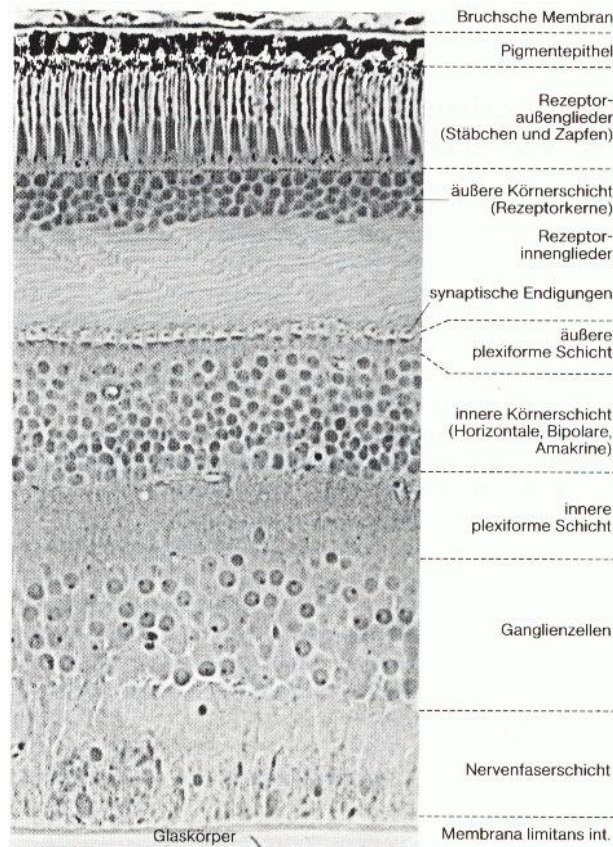 Bruchsche Membran
Pigmentepithel
Rezeptor-
außenglieder
(Stäbchen und Zapfen)
äußere Körnerschicht
(Rezeptorkerne)
Rezeptor-
innenglieder
synaptische Endigungen
äußere
plexiforme Schicht
innere Körnerschicht
(Horizontale, Bipolare,
Amakrine)
innere
plexiforme Schicht
Ganglienzellen
Nervenfaserschicht
Glaskörper
Membrana limitans int.